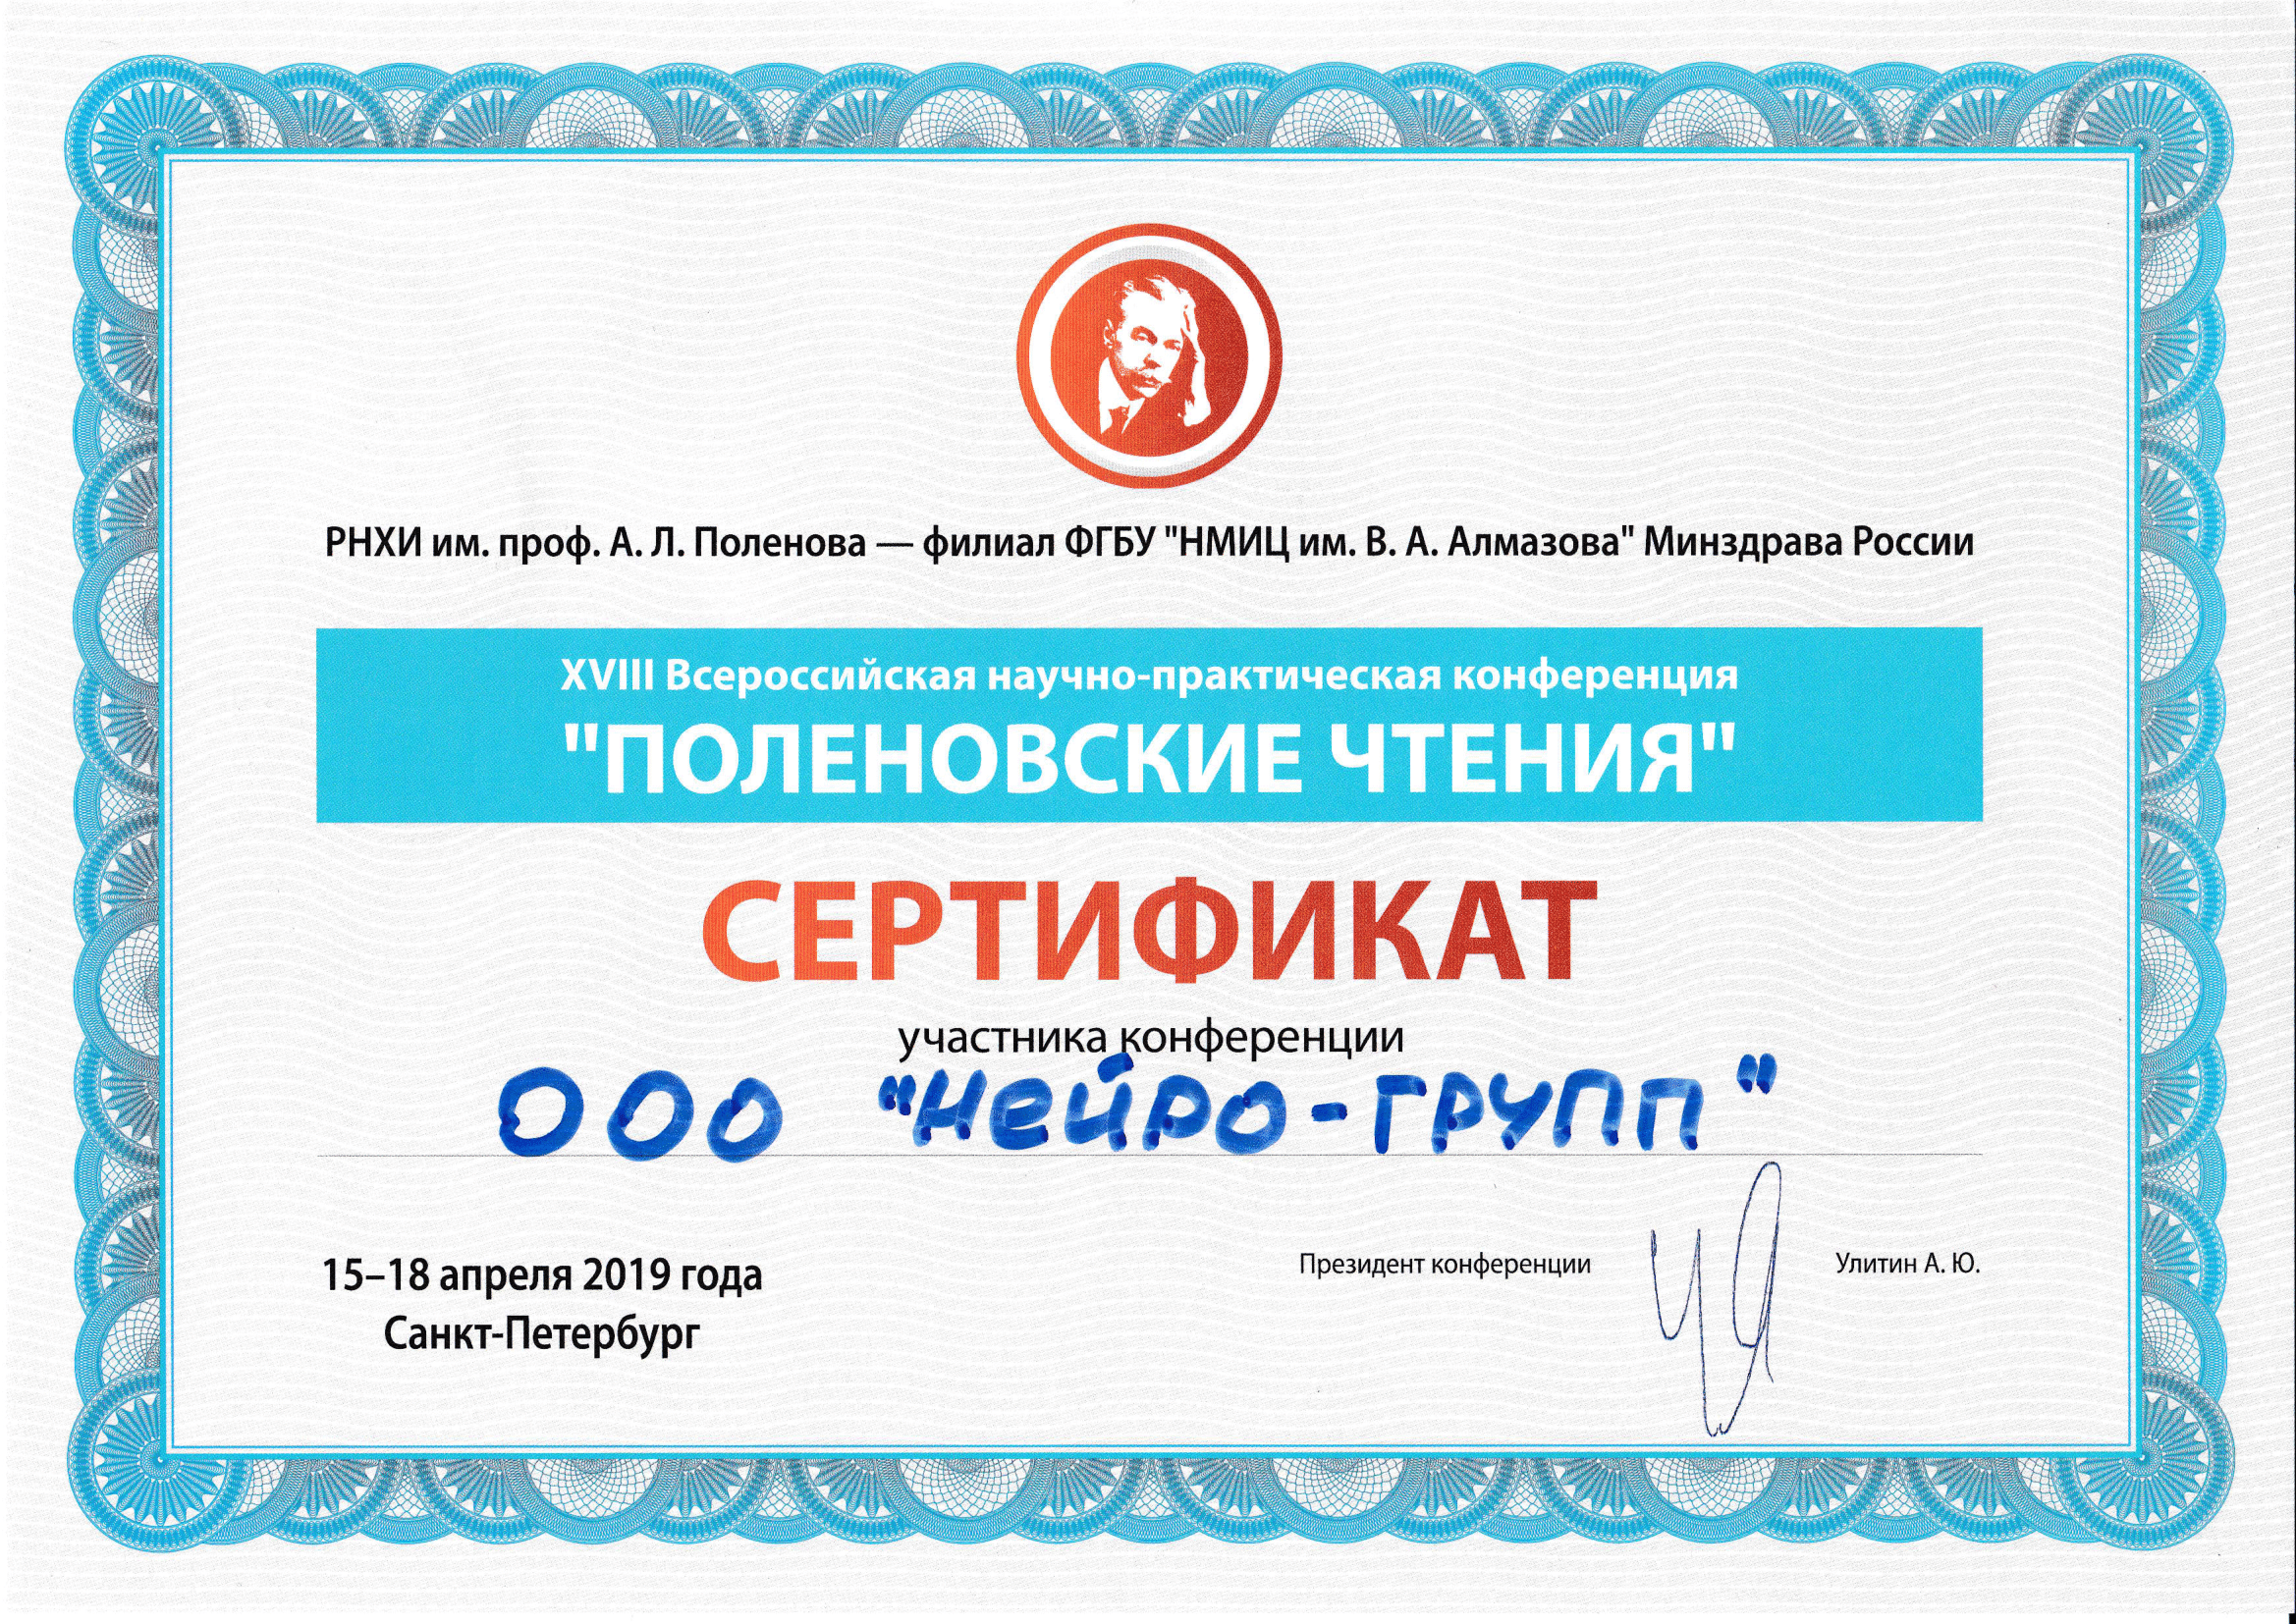 РНХИ им. проф. А. Л. Поленова — филиал ФГБУ "НМИЦ им. В. А. Алмазова" Минздрава России
XVIII Всероссийская научно-практическая конференция
"ПОЛЕНОВСКИЕ ЧТЕНИЯ"
СЕРТИФИКАТ
участника конференции
ООО "Нейро-групп"
15–18 апреля 2019 года
Санкт-Петербург
Президент конференции
Улитин А. Ю.